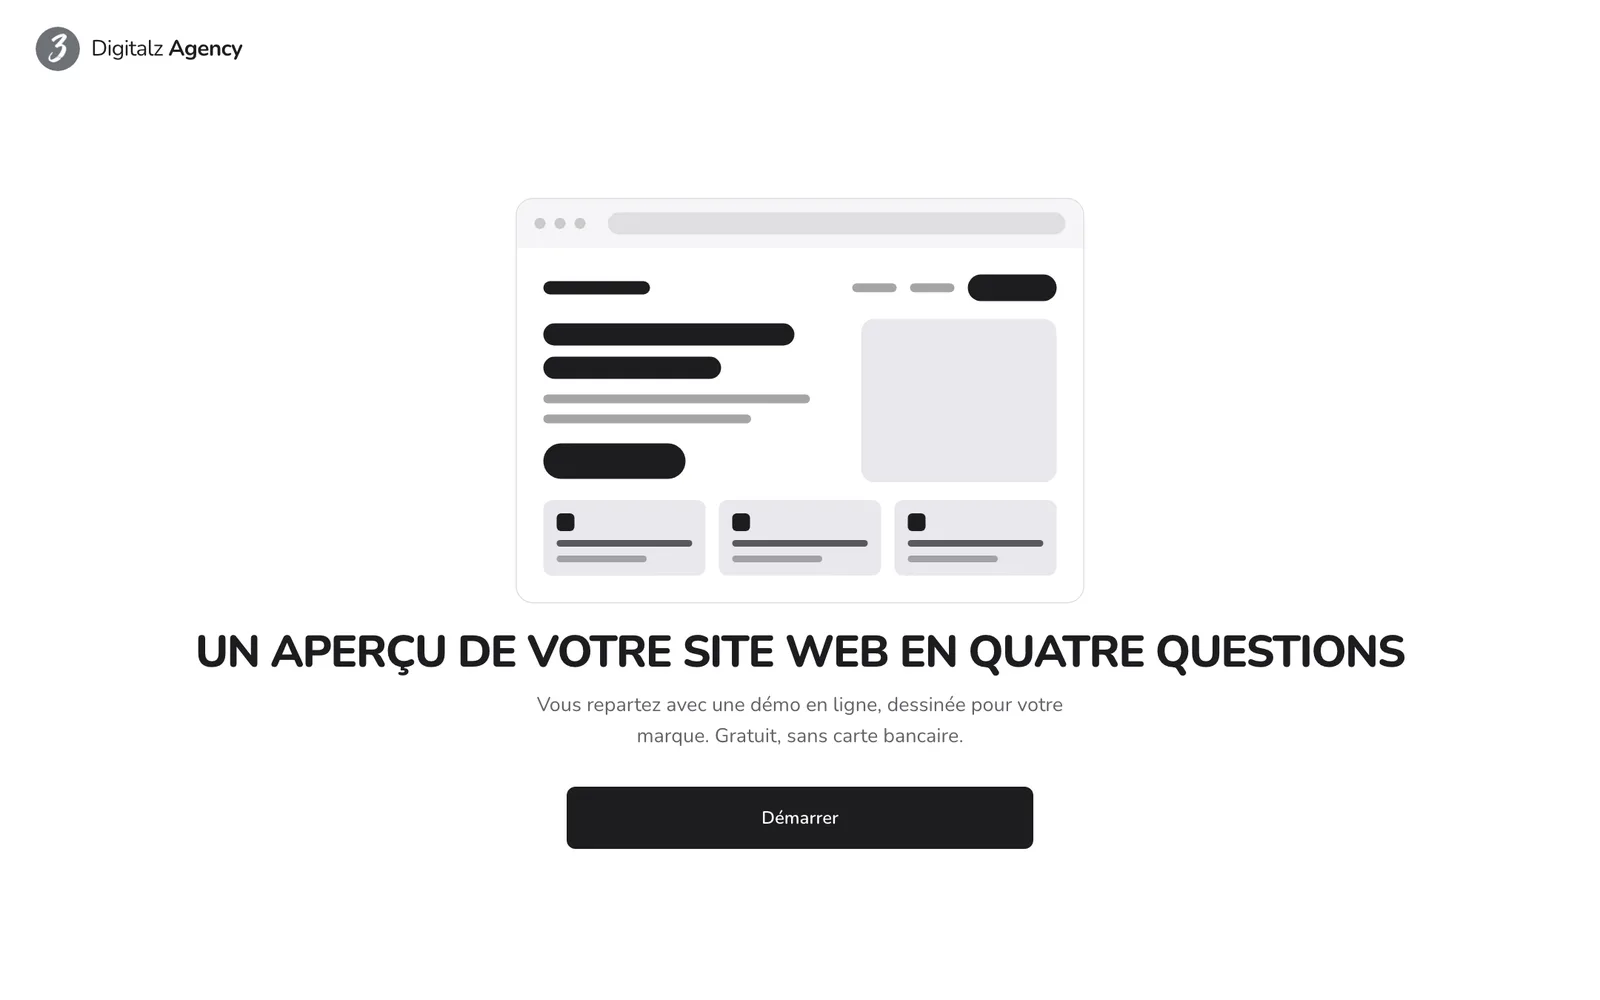 Digitalz Agency
UN APERÇU DE VOTRE SITE WEB EN QUATRE QUESTIONS
Vous repartez avec une démo en ligne, dessinée pour votre
marque. Gratuit, sans carte bancaire.
Démarrer